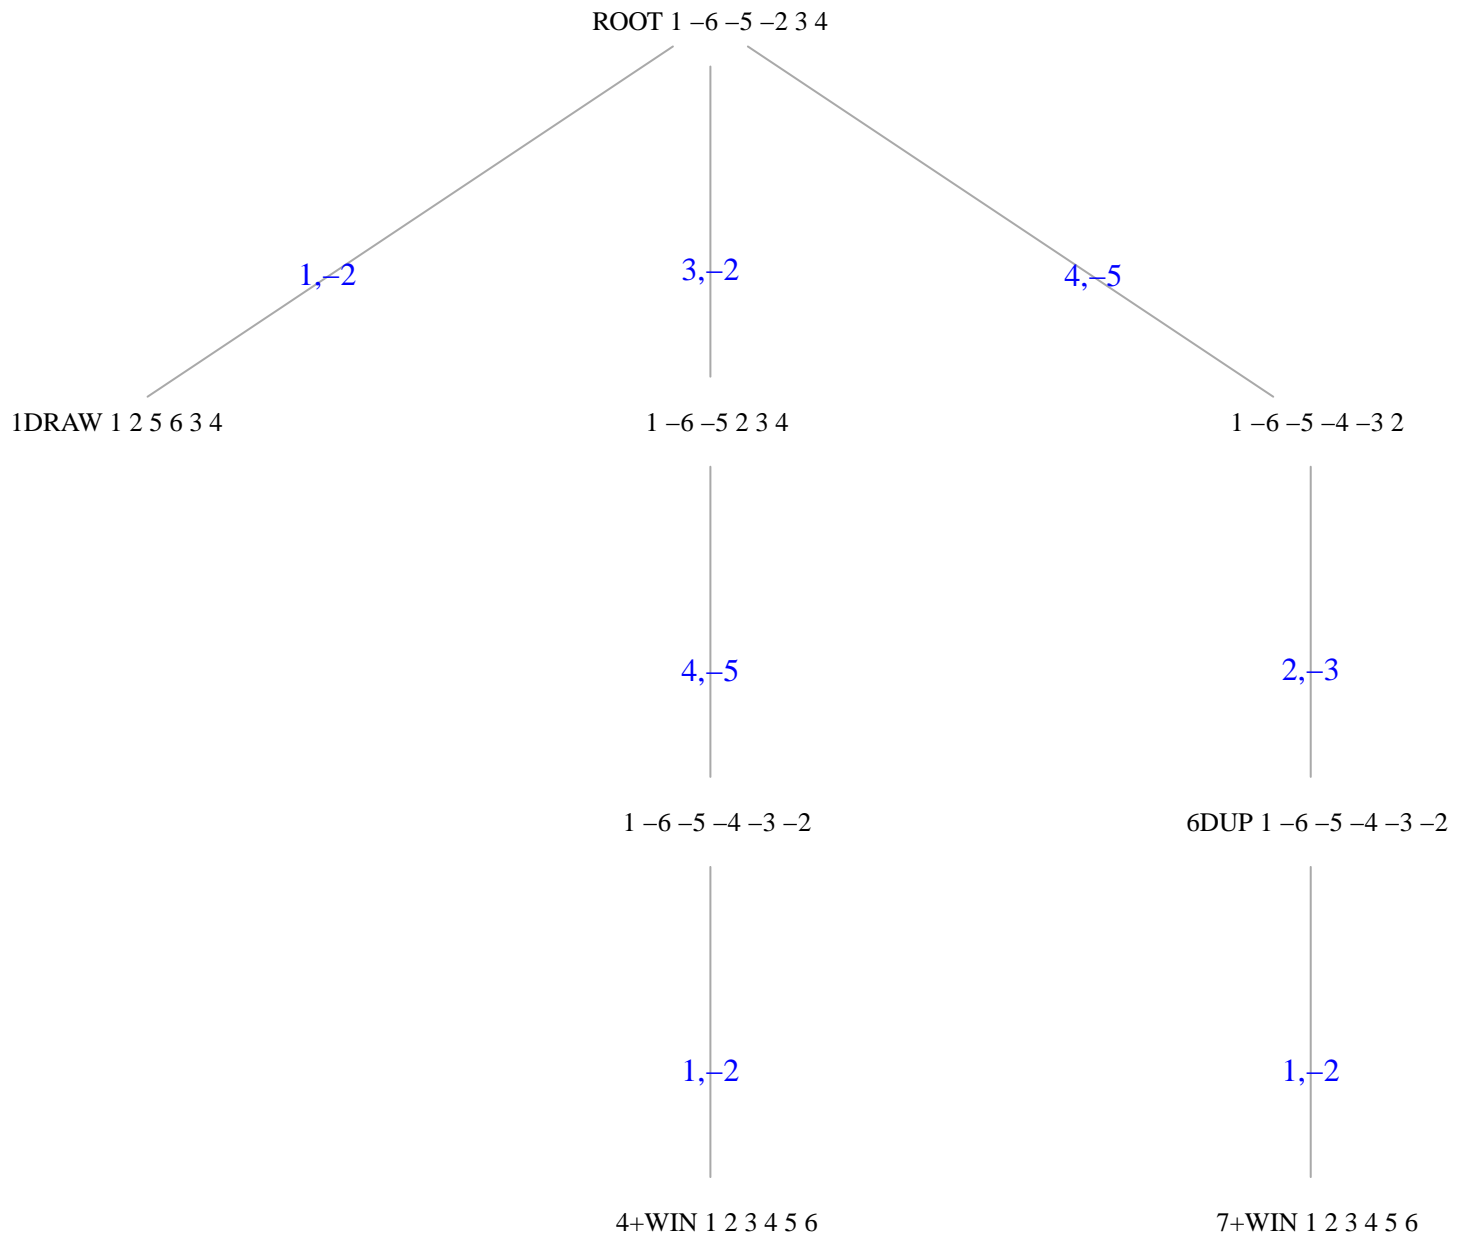 ROOT 1 –6 –5 –2 3 4
1,–2
3,–2
4,–5
1DRAW 1 2 5 6 3 4
1 –6 –5 2 3 4
1 –6 –5 –4 –3 2
4,–5
2,–3
1 –6 –5 –4 –3 –2
6DUP 1 –6 –5 –4 –3 –2
1,–2
1,–2
4+WIN 1 2 3 4 5 6
7+WIN 1 2 3 4 5 6